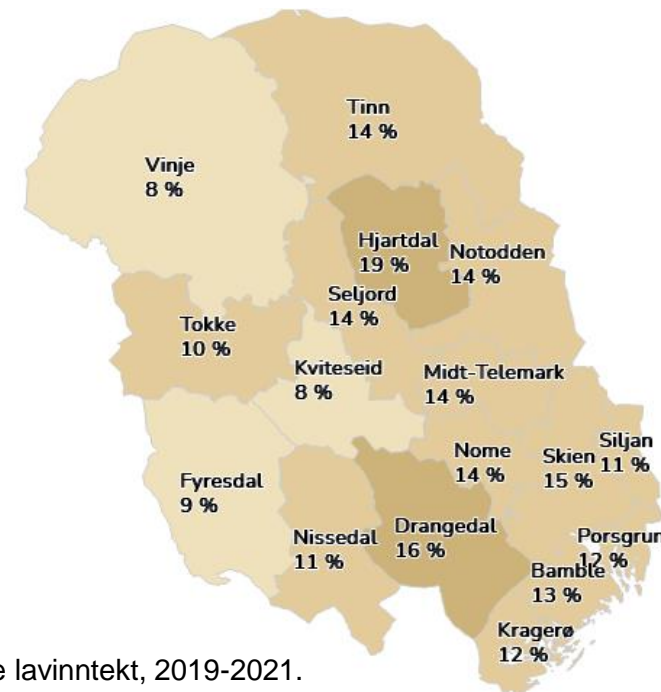 Tinn
14 %
Vinje
8 %
Hjartdal
19 %
Notodden
14 %
Seljord
14 %
Tokke
10 %
Kviteseid
8 %
Midt-Telemark
14 %
Nome
14 %
Skien
15 %
Siljan
11 %
Fyresdal
9 %
Nissedal
11 %
Drangedal
16 %
Porsgrun
12 %
Bamble
13 %
Kragerø
12 %
e lavinntekt, 2019-2021.